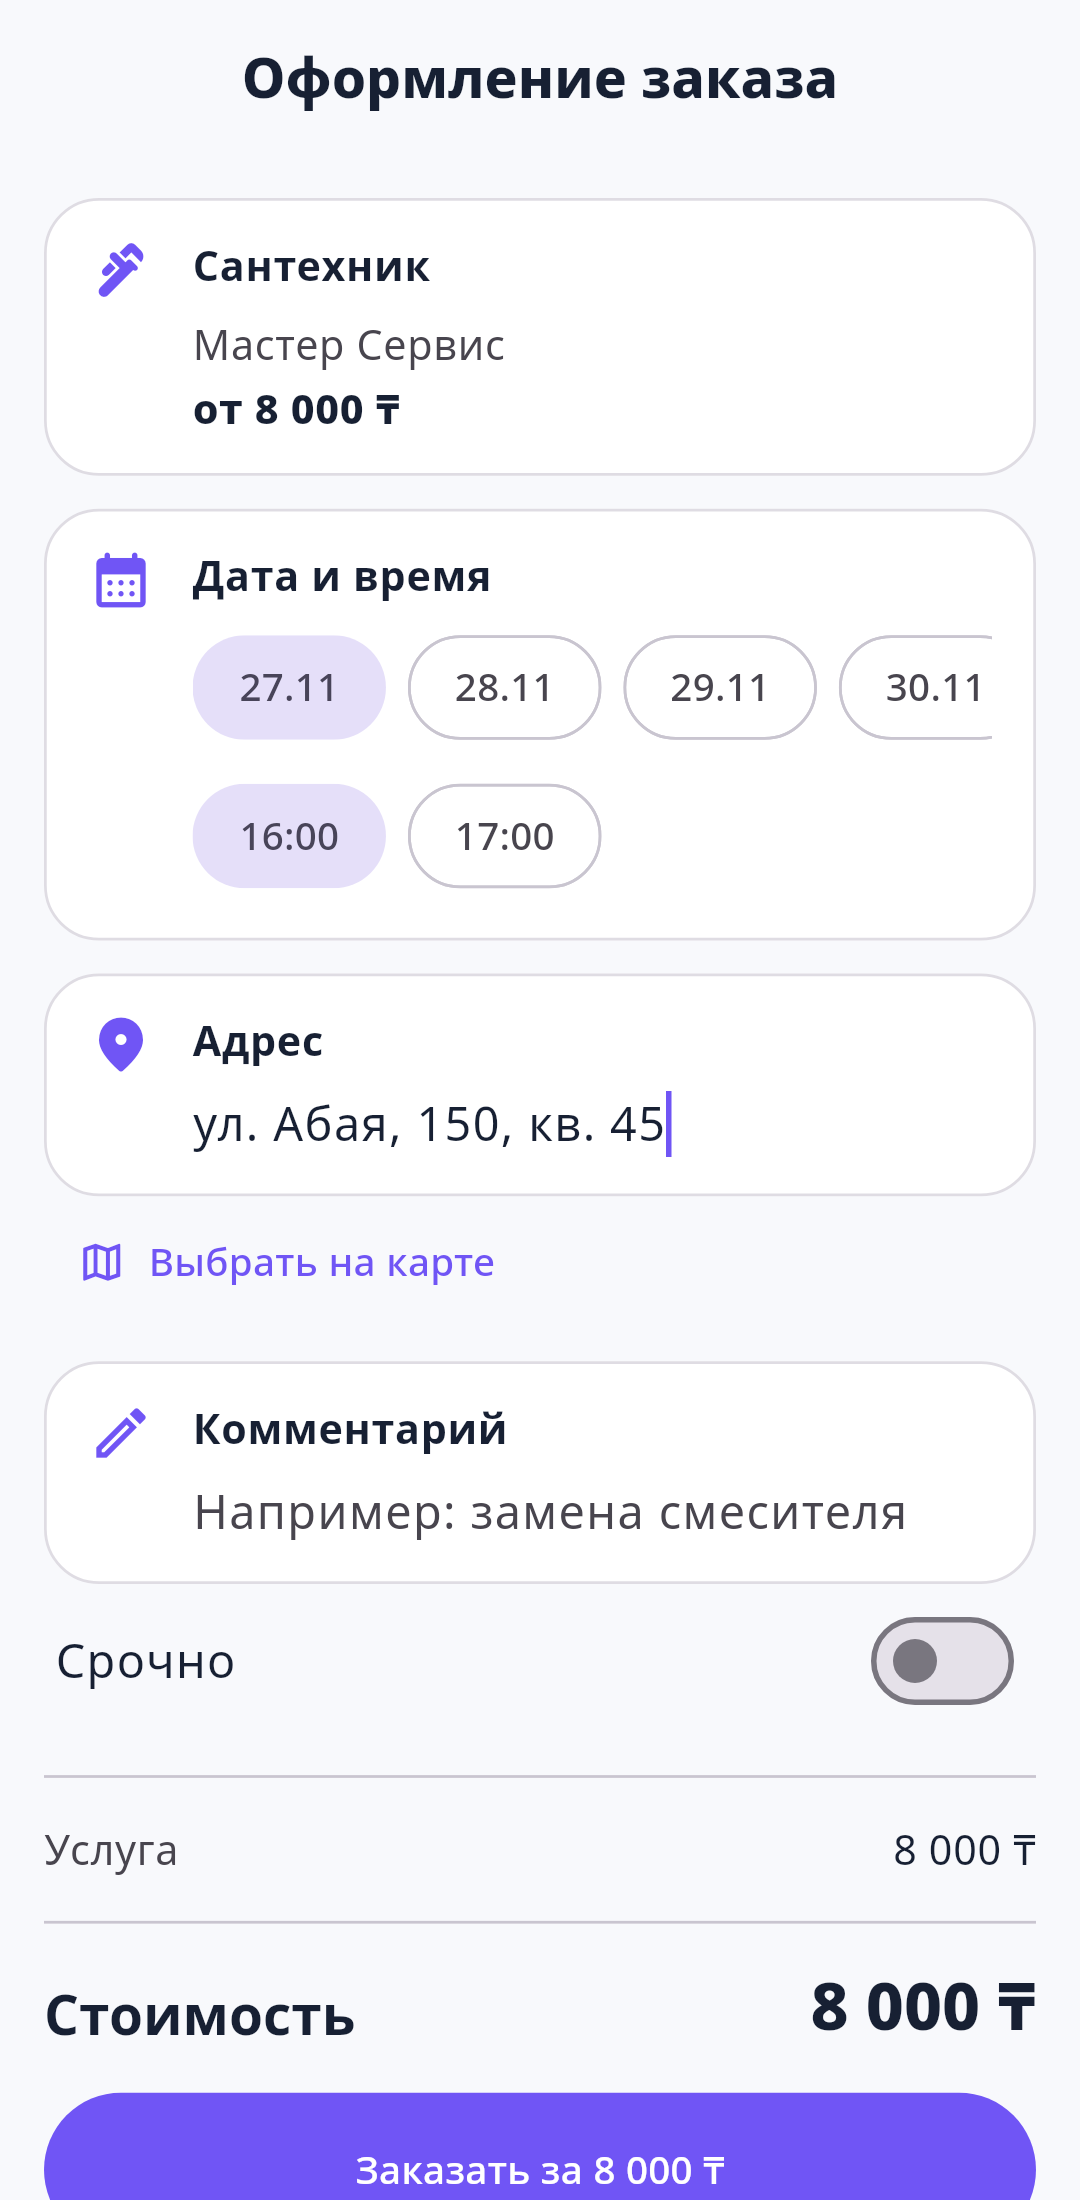 Оформление заказа
Сантехник
Мастер Сервис
от 8 000 ₸
Дата и время
27.11 28.11 29.11 30.11
16:00 17:00
Адрес
ул. Абая, 150, кв. 45
Выбрать на карте
Комментарий
Например: замена смесителя
Срочно
Услуга 8 000 ₸
Стоимость 8 000 ₸
Заказать за 8 000 ₸